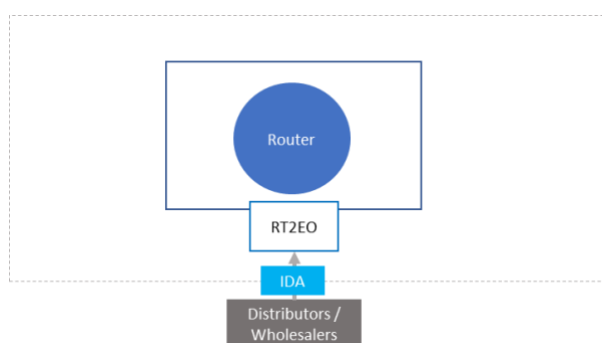 Router
RT2EO
IDA
Distributors /
Wholesalers